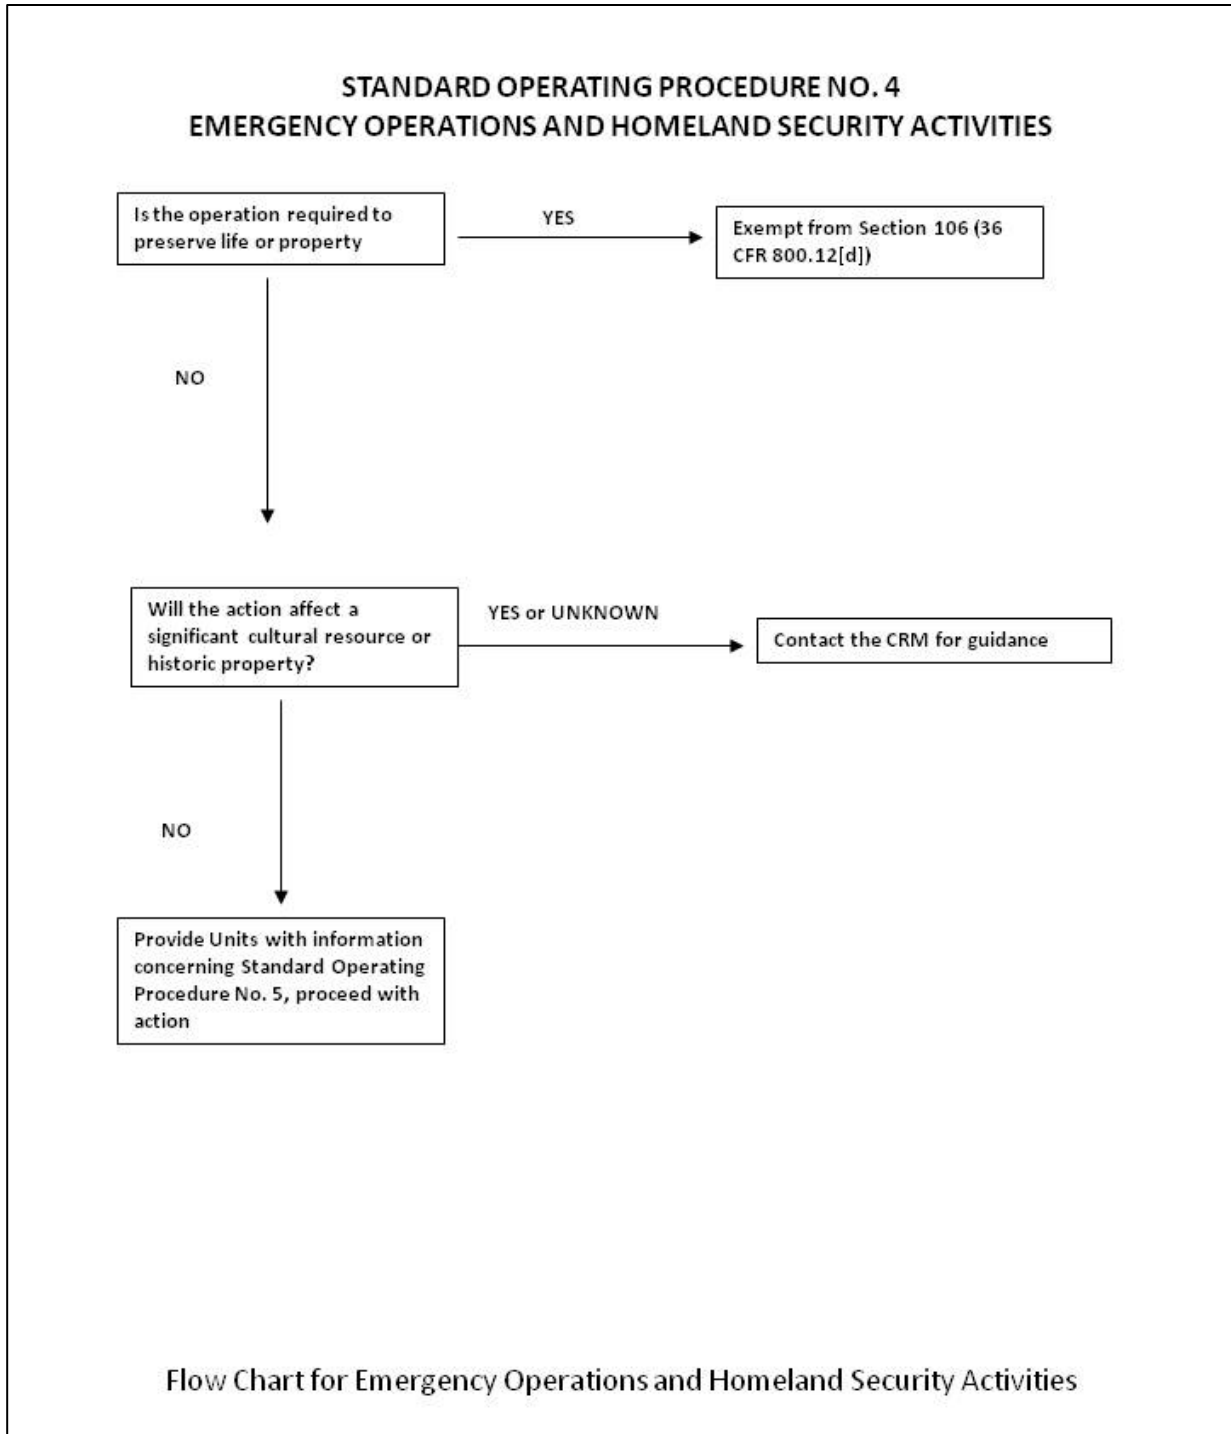 STANDARD OPERATING PROCEDURE NO. 4
EMERGENCY OPERATIONS AND HOMELAND SECURITY ACTIVITIES
Is the operation required to
preserve life or property
YES
Exempt from Section 106 (36
CFR 800.12[d])
NO
Will the action affect a
significant cultural resource or
historic property?
YES or UNKNOWN
Contact the CRM for guidance
NO
Provide Units with information
concerning Standard Operating
Procedure No. 5, proceed with
action
Flow Chart for Emergency Operations and Homeland Security Activities